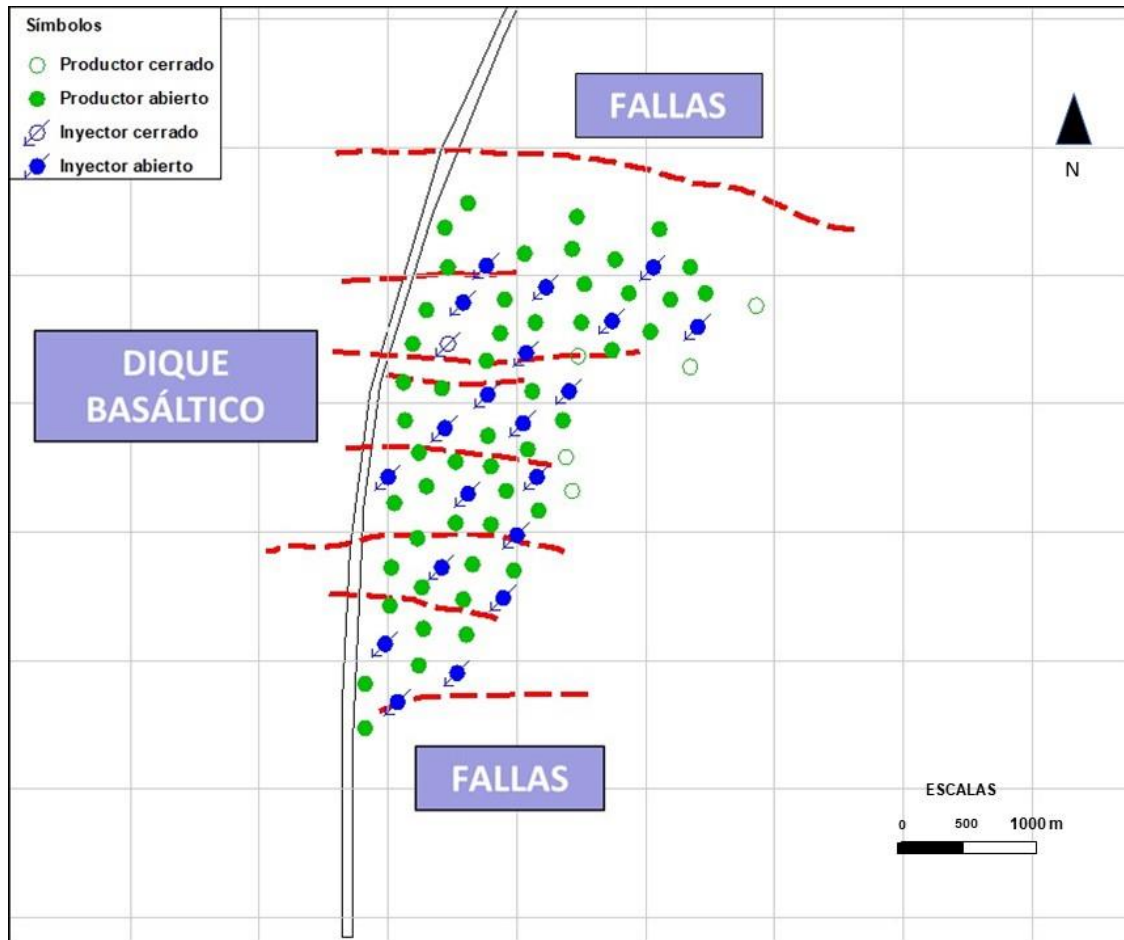 Símbolos
Productor cerrado
Productor abierto
Inyector cerrado
Inyector abierto
FALLAS
N
DIQUE
BASÁLTICO
FALLAS
ESCALAS
0 500 1000 m